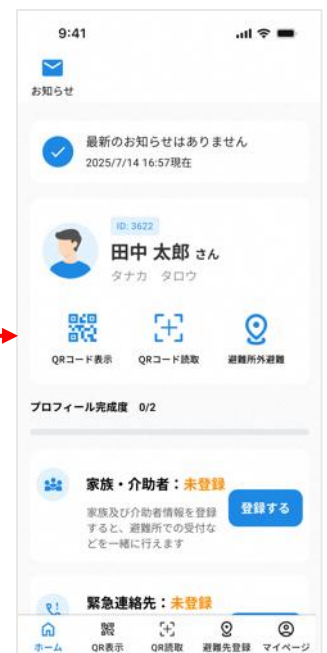 9:41
お知らせ
最新のお知らせはありません
2025/7/14 16:57現在
ID: 3622
田中 太郎 さん
タナカ タロウ
QRコード表示 QRコード読取 避難所外避難
プロフィール完成度 0/2
家族・介助者：未登録
家族及び介助者情報を登録
すると、避難所での受付な
どを一緒に行えます
登録する
緊急連絡先：未登録
ホーム QR表示 QR読取 避難先登録 マイページ